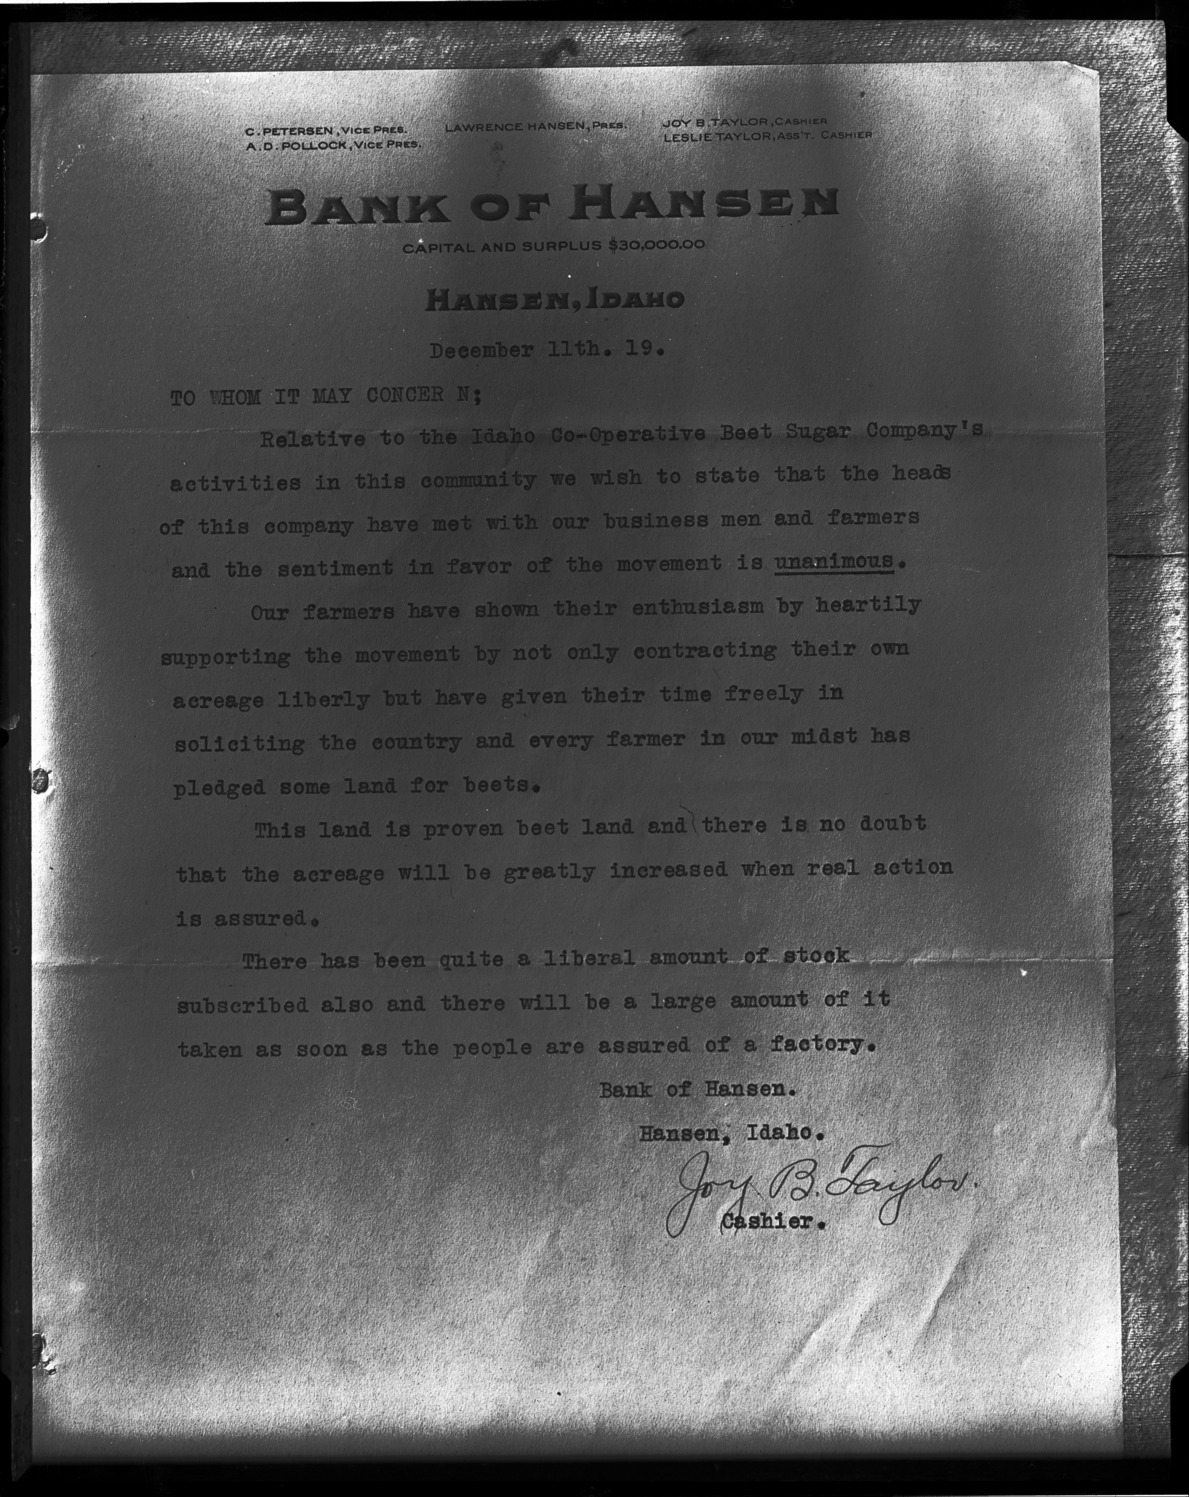 C. PETERSEN, VICE PRES. LAWRENCE HANSEN, PRES. JOY B. TAYLOR, CASHIER
A. D. POLLOCK, VICE PRES. LESLIE TAYLOR, ASS'T. CASHIER
BANK OF HANSEN
CAPITAL AND SURPLUS $30,000.00
HANSEN, IDAHO
December 11th. 19.
TO WHOM IT MAY CONCER N;
Relative to the Idaho Co-Operative Beet Sugar Company's
activities in this community we wish to state that the heads
of this company have met with our business men and farmers
and the sentiment in favor of the movement is unanimous.
Our farmers have shown their enthusiasm by heartily
supporting the movement by not only contracting their own
acreage liberly but have given their time freely in
soliciting the country and every farmer in our midst has
pledged some land for beets.
This land is proven beet land and there is no doubt
that the acreage will be greatly increased when real action
is assured.
There has been quite a liberal amount of stock
subscribed also and there will be a large amount of it
taken as soon as the people are assured of a factory.
Bank of Hansen.
Hansen, Idaho.
Joy B. Taylor.
Cashier.